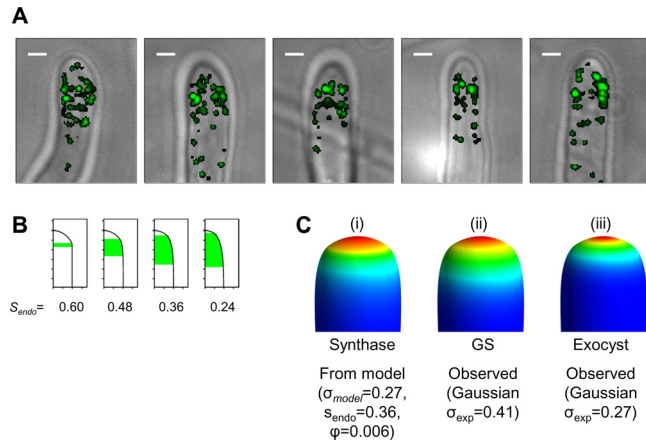 A
B
S_endo= 0.60 0.48 0.36 0.24
C
(i) (ii) (iii)
Synthase GS Exocyst
From model Observed Observed
(σ_model=0.27, (Gaussian (Gaussian
s_endo=0.36, σ_exp=0.41) σ_exp=0.27)
φ=0.006)